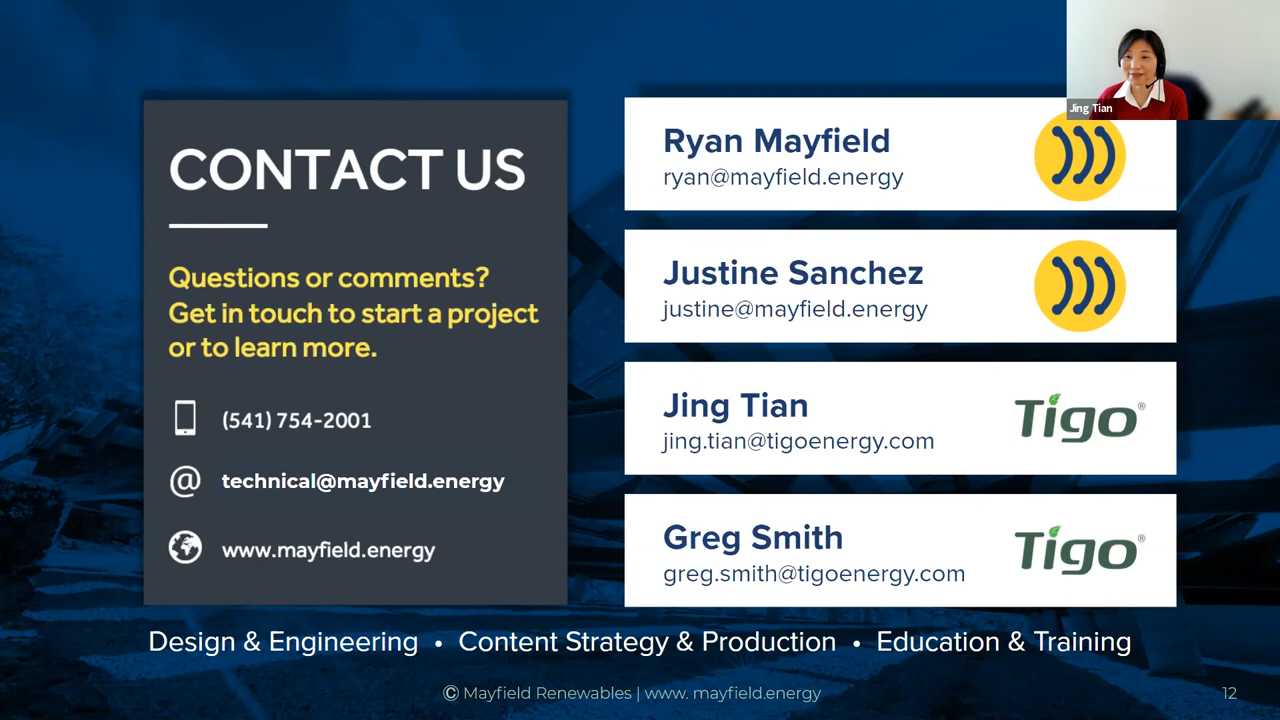 Jing Tian
CONTACT US
Questions or comments?
Get in touch to start a project
or to learn more.
(541) 754-2001
@ technical@mayfield.energy
www.mayfield.energy
Ryan Mayfield
ryan@mayfield.energy
Justine Sanchez
justine@mayfield.energy
Jing Tian
jing.tian@tigoenergy.com
Tigo®
Greg Smith
greg.smith@tigoenergy.com
Tigo®
Design & Engineering • Content Strategy & Production • Education & Training
© Mayfield Renewables | www. mayfield.energy
12